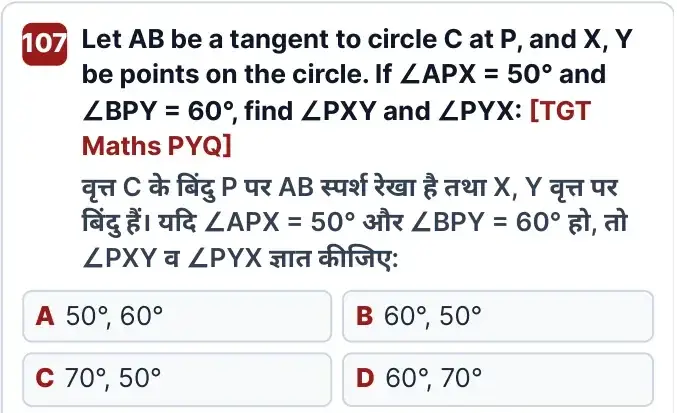 107 Let AB be a tangent to circle C at P, and X, Y
be points on the circle. If ∠APX = 50° and
∠BPY = 60°, find ∠PXY and ∠PYX: [TGT
Maths PYQ]
वृत्त C के बिंदु P पर AB स्पर्श रेखा है तथा X, Y वृत्त पर
बिंदु हैं। यदि ∠APX = 50° और ∠BPY = 60° हो, तो
∠PXY व ∠PYX ज्ञात कीजिए:
A 50°, 60°
B 60°, 50°
C 70°, 50°
D 60°, 70°